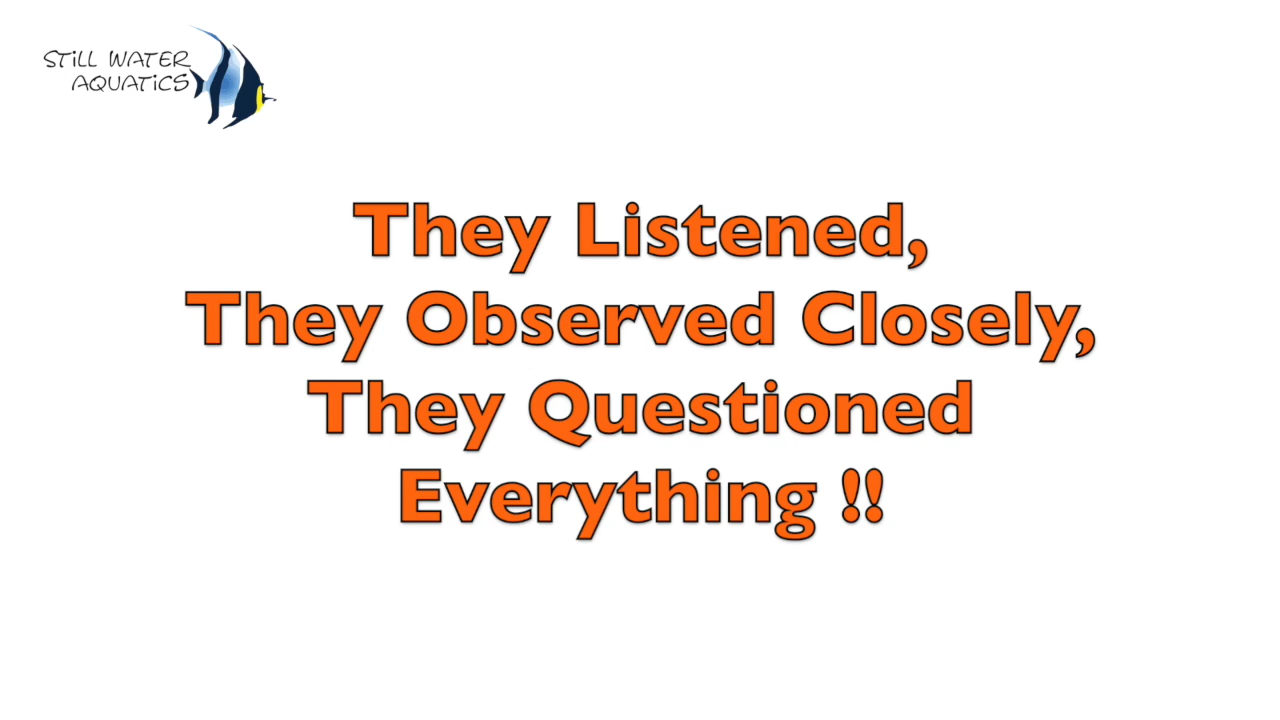 STiLL WATER
AQUATiCS
They Listened,
They Observed Closely,
They Questioned
Everything !!